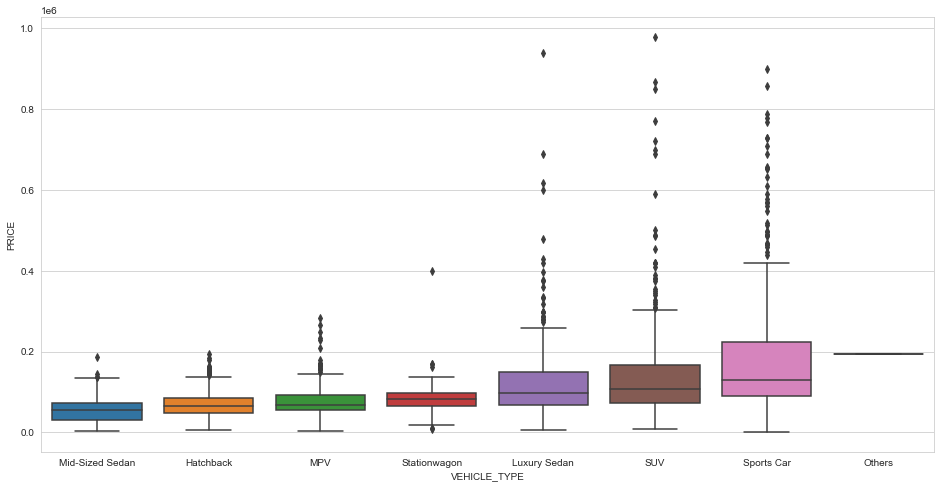 1e6
1.0
0.8
0.6
0.4
0.2
0.0
PRICE
Mid-Sized Sedan Hatchback MPV Stationwagon Luxury Sedan SUV Sports Car Others
VEHICLE_TYPE